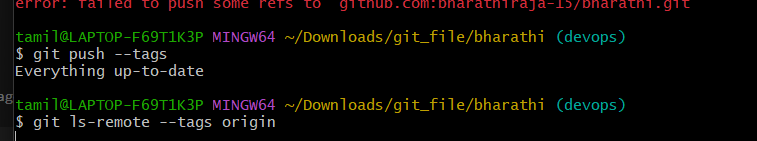 error: failed to push some refs to 'github.com:bharathiraja-15/bharathi.git'
tamil@LAPTOP-F69T1K3P MINGW64 ~/Downloads/git_file/bharathi (devops)
$ git push --tags
Everything up-to-date
tamil@LAPTOP-F69T1K3P MINGW64 ~/Downloads/git_file/bharathi (devops)
ag
$ git ls-remote --tags origin